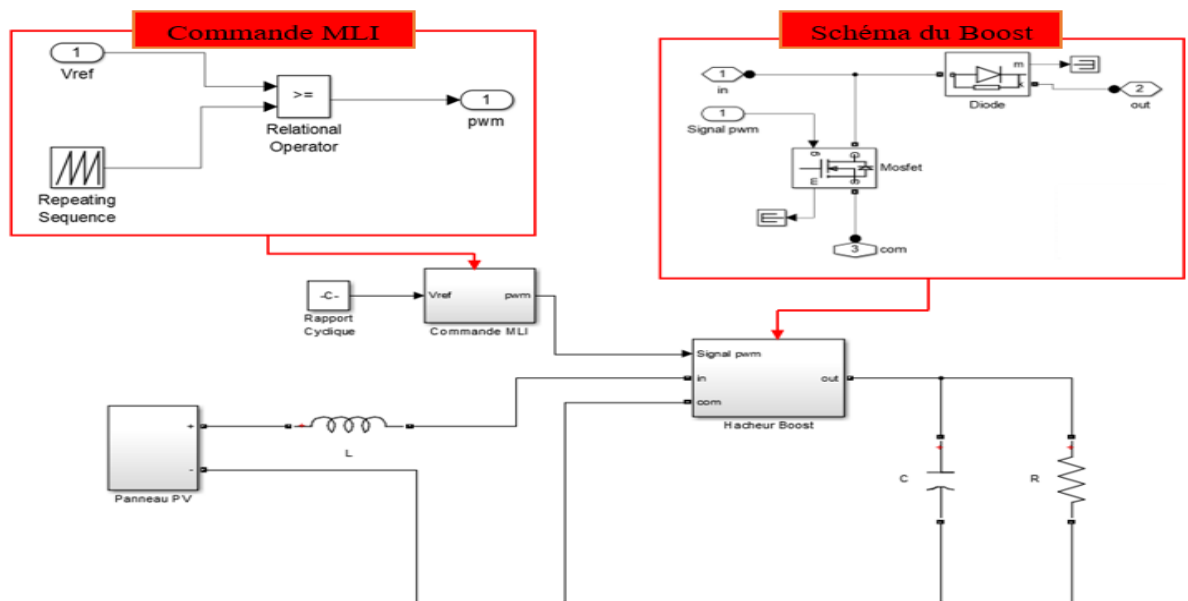 Commande MLI
1
Vref
>=
Relational
Operator
1
pwm
Repeating
Sequence
Schéma du Boost
1
in
1
Signal pwm
m
k
Diode
2
out
g
m
Mosfet
3
com
-C-
Rapport
Cyclique
Vref
pwm
Commande MLI
Signal pwm
in
com
out
Hacheur Boost
+
-
Panneau PV
L
C
R